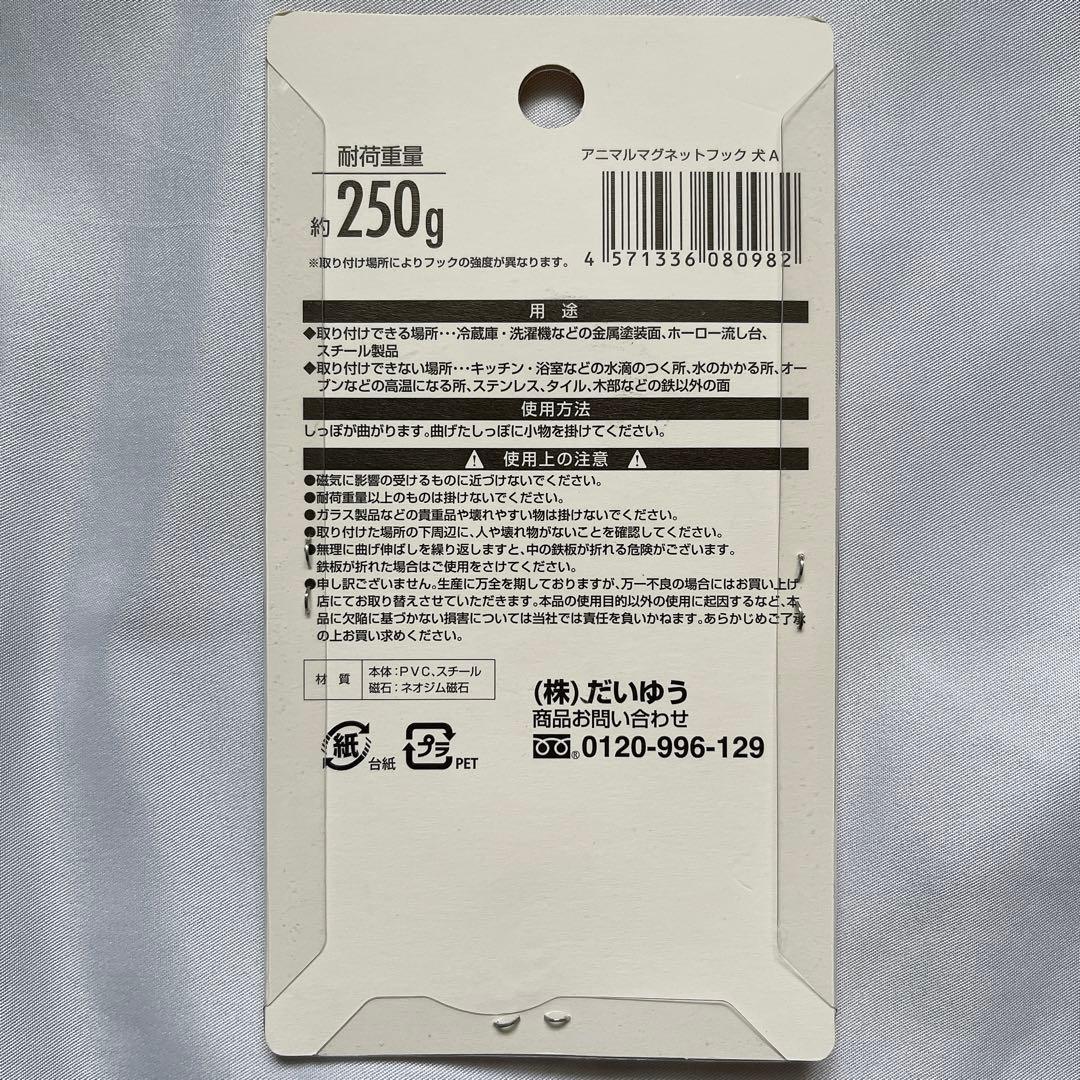 耐荷重量
約250g
※取り付け場所によりフックの強度が異なります。
アニマルマグネットフック 犬A
4 571336 080982
用 途
◆取り付けできる場所…冷蔵庫・洗濯機などの金属塗装面、ホーロー流し台、
スチール製品
◆取り付けできない場所…キッチン・浴室などの水滴のつく所、水のかかる所、オー
ブンなどの高温になる所、ステンレス、タイル、木部などの鉄以外の面
使用方法
しっぽが曲がります。曲げたしっぽに小物を掛けてください。
使用上の注意
●磁気に影響の受けるものに近づけないでください。
●耐荷重量以上のものは掛けないでください。
●ガラス製品などの貴重品や壊れやすい物は掛けないでください。
●取り付けた場所の下周辺に、人や壊れ物がないことを確認してください。
●無理に曲げ伸ばしを繰り返しますと、中の鉄板が折れる危険がございます。
鉄板が折れた場合はご使用をさけてください。
●申し訳ございません。生産に万全を期しておりますが、万一不良の場合にはお買い上げ
店にてお取り替えさせていただきます。本品の使用目的以外の使用に起因するなど、本
品に欠陥に基づかない損害については当社では責任を負いかねます。あらかじめご了承
の上お買い求めください。
材 質
本体：PVC、スチール
磁石：ネオジム磁石
紙 台紙
プラ PET
(株)だいゆう
商品お問い合わせ
®0120-996-129